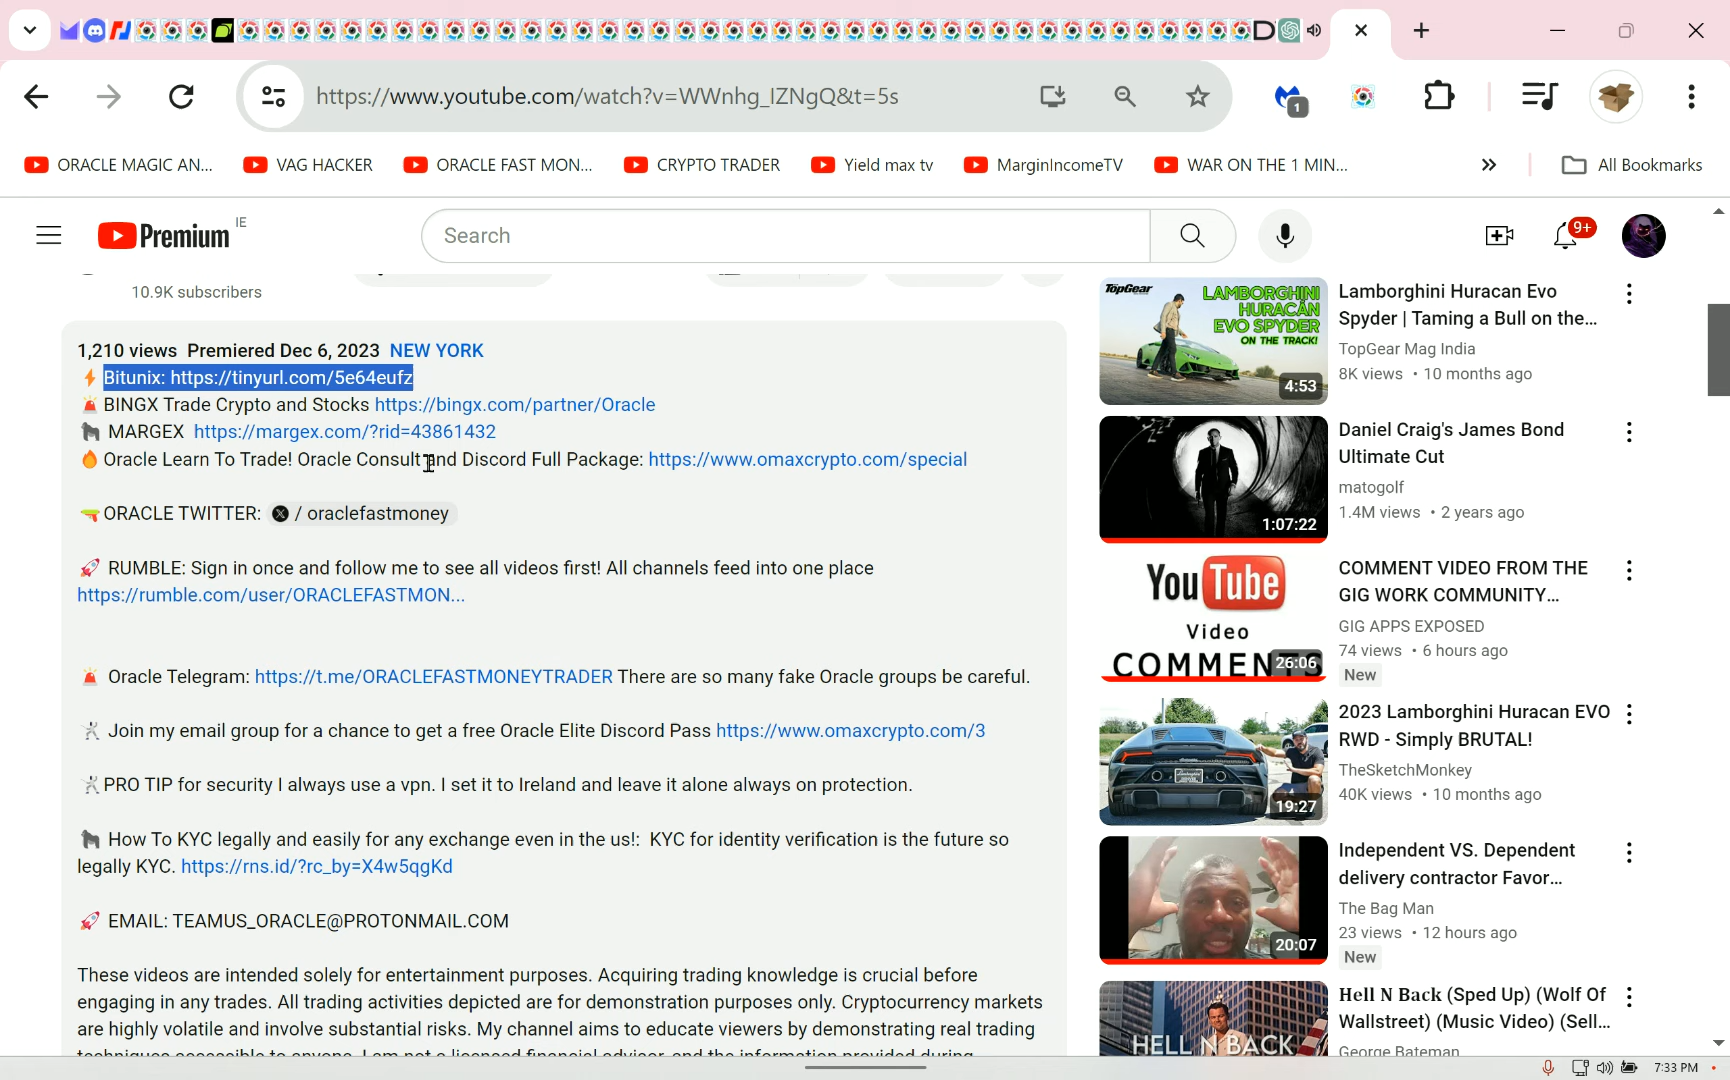 https://www.youtube.com/watch?v=WWnhg_IZNgQ&t=5s
1
ORACLE MAGIC AN...
VAG HACKER
ORACLE FAST MON...
CRYPTO TRADER
Yield max tv
MarginIncomeTV
WAR ON THE 1 MIN...
All Bookmarks
Premium IE
Search
9+
10.9K subscribers
1,210 views Premiered Dec 6, 2023 NEW YORK
⚡ Bitunix: https://tinyurl.com/5e64eufz
🚨 BINGX Trade Crypto and Stocks https://bingx.com/partner/Oracle
🦍 MARGEX https://margex.com/?rid=43861432
🔥 Oracle Learn To Trade! Oracle Consult and Discord Full Package: https://www.omaxcrypto.com/special
🔫 ORACLE TWITTER: / oraclefastmoney
🚀 RUMBLE: Sign in once and follow me to see all videos first! All channels feed into one place
https://rumble.com/user/ORACLEFASTMON...
🚨 Oracle Telegram: https://t.me/ORACLEFASTMONEYTRADER There are so many fake Oracle groups be careful.
🤺 Join my email group for a chance to get a free Oracle Elite Discord Pass https://www.omaxcrypto.com/3
🤺 PRO TIP for security I always use a vpn. I set it to Ireland and leave it alone always on protection.
🦍 How To KYC legally and easily for any exchange even in the us!: KYC for identity verification is the future so
legally KYC. https://rns.id/?rc_by=X4w5qgKd
🚀 EMAIL: TEAMUS_ORACLE@PROTONMAIL.COM
These videos are intended solely for entertainment purposes. Acquiring trading knowledge is crucial before
engaging in any trades. All trading activities depicted are for demonstration purposes only. Cryptocurrency markets
are highly volatile and involve substantial risks. My channel aims to educate viewers by demonstrating real trading
TopGear
LAMBORGHINI
HURACÁN
EVO SPYDER
ON THE TRACK!
4:53
Lamborghini Huracan Evo
Spyder | Taming a Bull on the...
TopGear Mag India
8K views • 10 months ago
1:07:22
Daniel Craig's James Bond
Ultimate Cut
matogolf
1.4M views • 2 years ago
YouTube
Video
COMMENTS
26:06
COMMENT VIDEO FROM THE
GIG WORK COMMUNITY...
GIG APPS EXPOSED
74 views • 6 hours ago
New
19:27
2023 Lamborghini Huracan EVO
RWD - Simply BRUTAL!
TheSketchMonkey
40K views • 10 months ago
20:07
Independent VS. Dependent
delivery contractor Favor...
The Bag Man
23 views • 12 hours ago
New
HELL N BACK
Hell N Back (Sped Up) (Wolf Of
Wallstreet) (Music Video) (Sell...
George Bateman
7:33 PM